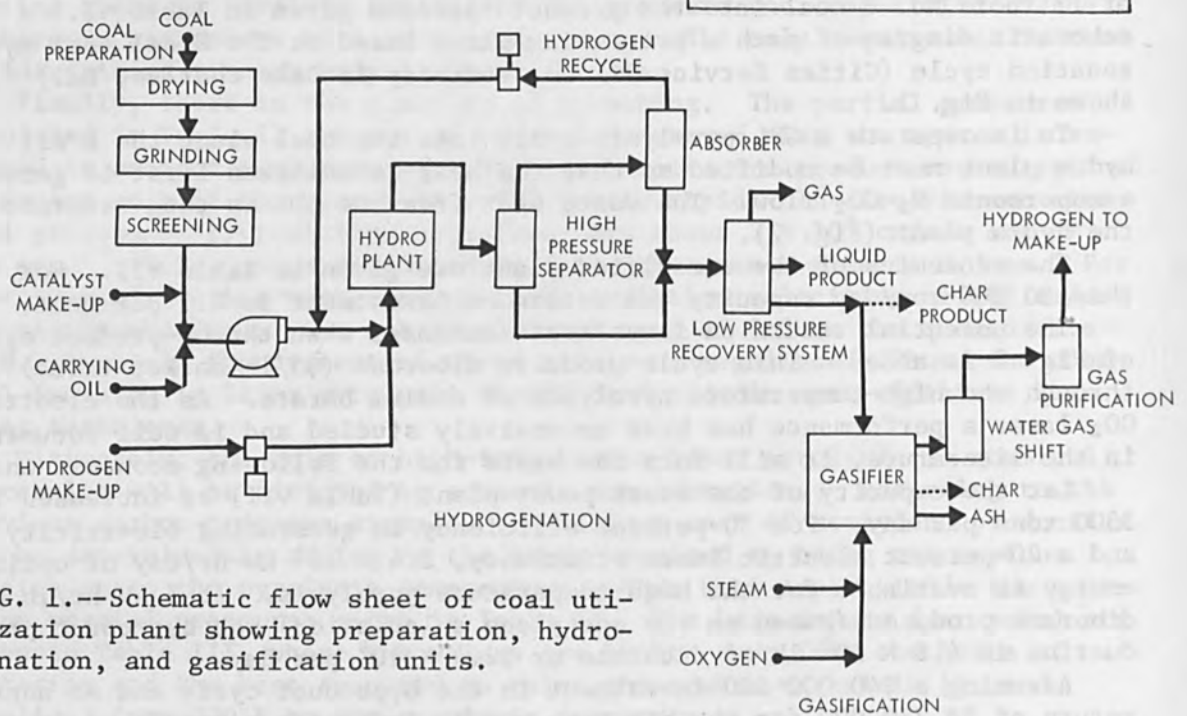 COAL
PREPARATION
DRYING
GRINDING
SCREENING
CATALYST
MAKE-UP
CARRYING
OIL
HYDROGEN
MAKE-UP
HYDROGEN
RECYCLE
HYDRO
PLANT
HIGH
PRESSURE
SEPARATOR
ABSORBER
GAS
LIQUID
PRODUCT
CHAR
PRODUCT
LOW PRESSURE
RECOVERY SYSTEM
HYDROGEN TO
MAKE-UP
GAS
PURIFICATION
WATER GAS
SHIFT
GASIFIER
CHAR
ASH
HYDROGENATION
STEAM
OXYGEN
GASIFICATION
G. 1.--Schematic flow sheet of coal uti-
zation plant showing preparation, hydro-
nation, and gasification units.